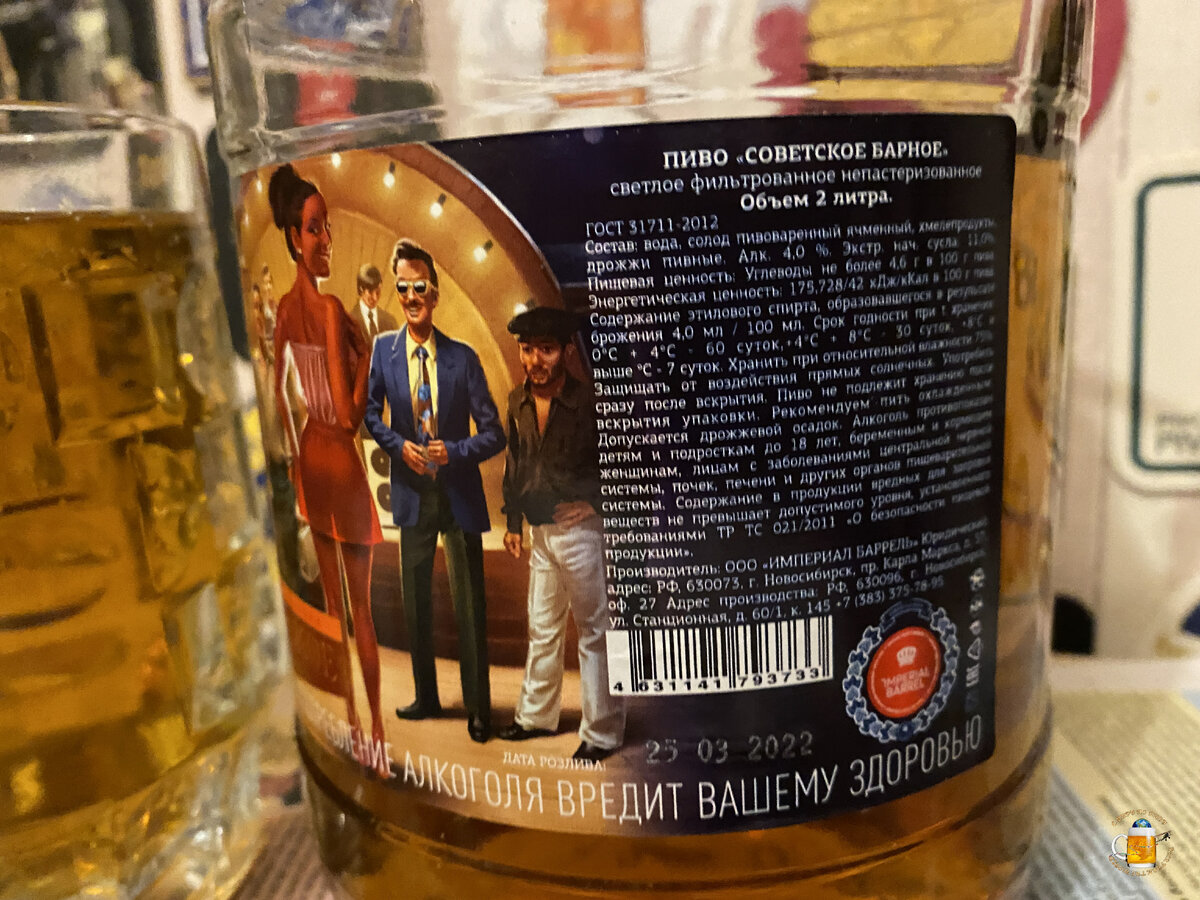 ПИВО «СОВЕТСКОЕ БАРНОЕ»
светлое фильтрованное непастеризованное
Объем 2 литра.
ГОСТ 31711-2012
Состав: вода, солод пивоваренный ячменный, хмелепродукты,
дрожжи пивные. Алк. 4,0 %. Экстр. нач. сусла 11,0%
Пищевая ценность: Углеводы не более 4,6 г в 100 г пива
Энергетическая ценность: 175,728/42 кДж/кКал в 100 г пива
Содержание этилового спирта, образовавшегося в результате
брожения 4.0 мл / 100 мл. Срок годности при t хранения
0°С + 4°С - 60 суток,+4°С + 8°С - 30 суток, +8°С +
выше °С - 7 суток. Хранить при относительной влажности 75%
Защищать от воздействия прямых солнечных. Употребить
сразу после вскрытия. Пиво не подлежит хранению после
вскрытия упаковки. Рекомендуем пить охлажденным.
Допускается дрожжевой осадок. Алкоголь противопоказан
детям и подросткам до 18 лет, беременным и кормящим
женщинам, лицам с заболеваниями центральной нервной
системы, почек, печени и других органов пищеварительной
системы. Содержание в продукции вредных для здоровья
веществ не превышает допустимого уровня, установленного
требованиями ТР ТС 021/2011 «О безопасности пищевой
продукции».
Производитель: ООО «ИМПЕРИАЛ БАРРЕЛЬ» Юридический
адрес: РФ, 630073, г. Новосибирск, пр. Карла Маркса, д.
оф. 27 Адрес производства: РФ, 630096, г. Новосибирск,
ул. Станционная, д. 60/1, к. 145 +7 (383) 375-78-95
4 631141 793733
IMPERIAL
BARREL
ДАТА РОЗЛИВА:
25 03 2022
АЛКОГОЛЯ ВРЕДИТ ВАШЕМУ ЗДОРОВЬЮ